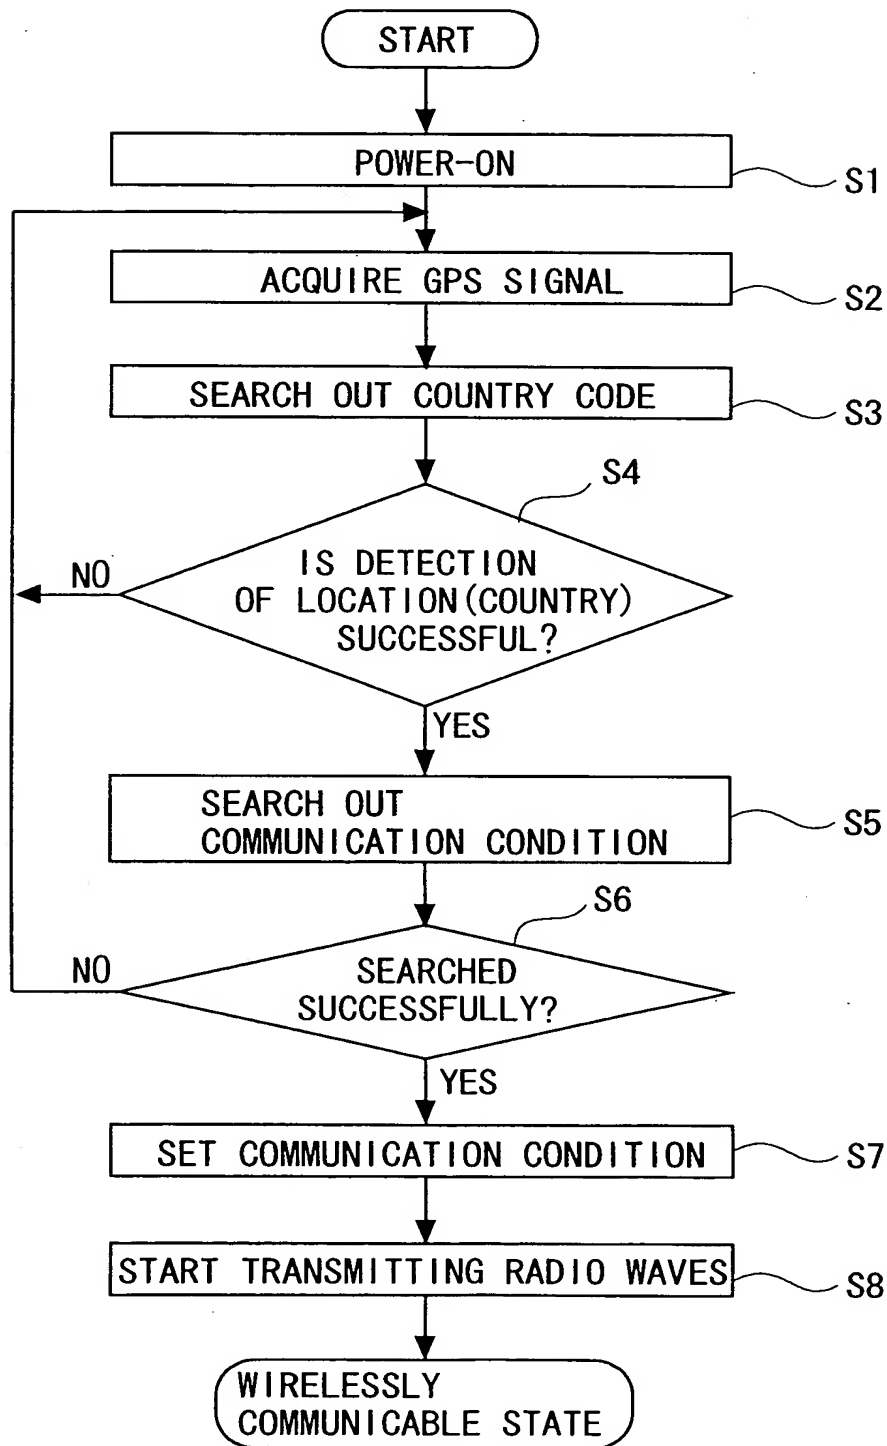 START
POWER-ON
S1
ACQUIRE GPS SIGNAL
S2
SEARCH OUT COUNTRY CODE
S3
S4
IS DETECTION
OF LOCATION(COUNTRY)
SUCCESSFUL?
NO
YES
SEARCH OUT
COMMUNICATION CONDITION
S5
S6
SEARCHED
SUCCESSFULLY?
NO
YES
SET COMMUNICATION CONDITION
S7
START TRANSMITTING RADIO WAVES
S8
WIRELESSLY
COMMUNICABLE STATE